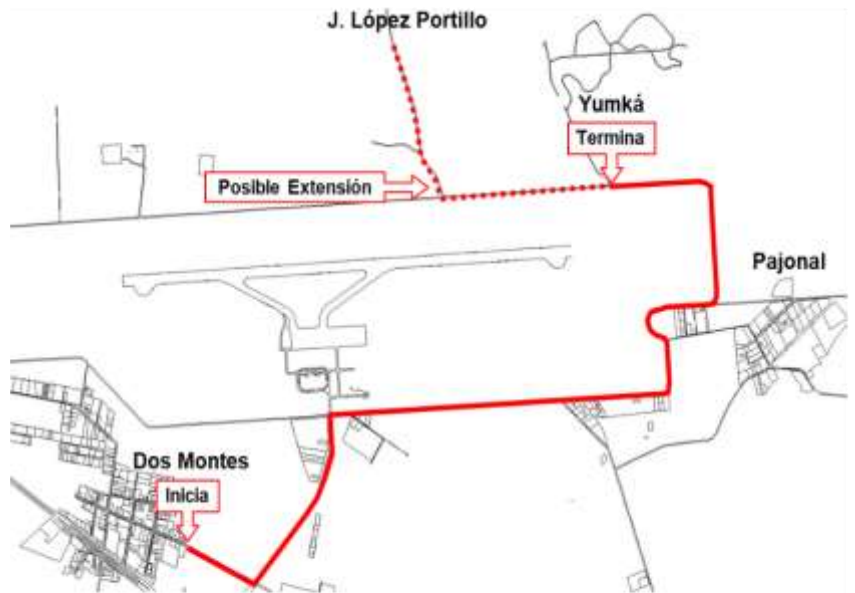 J. López Portillo
Yumká
Termina
Posible Extensión
Pajonal
Dos Montes
Inicia